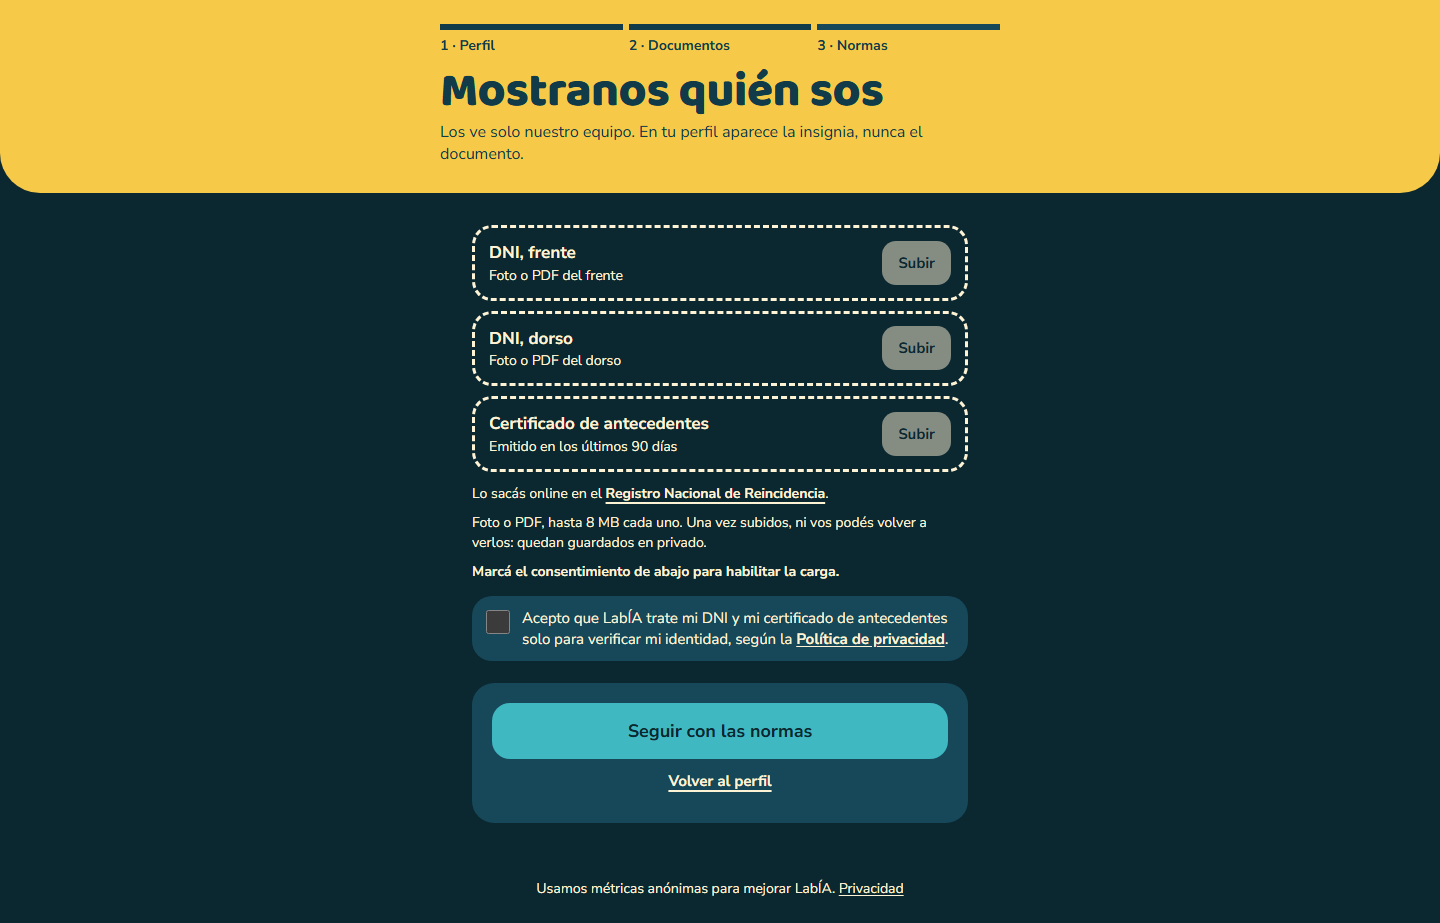 1 · Perfil
2 · Documentos
3 · Normas
Mostranos quién sos
Los ve solo nuestro equipo. En tu perfil aparece la insignia, nunca el
documento.
DNI, frente
Foto o PDF del frente
Subir
DNI, dorso
Foto o PDF del dorso
Subir
Certificado de antecedentes
Emitido en los últimos 90 días
Subir
Lo sacás online en el Registro Nacional de Reincidencia.
Foto o PDF, hasta 8 MB cada uno. Una vez subidos, ni vos podés volver a
verlos: quedan guardados en privado.
Marcá el consentimiento de abajo para habilitar la carga.
Acepto que LabÍA trate mi DNI y mi certificado de antecedentes
solo para verificar mi identidad, según la Política de privacidad.
Seguir con las normas
Volver al perfil
Usamos métricas anónimas para mejorar LabÍA. Privacidad